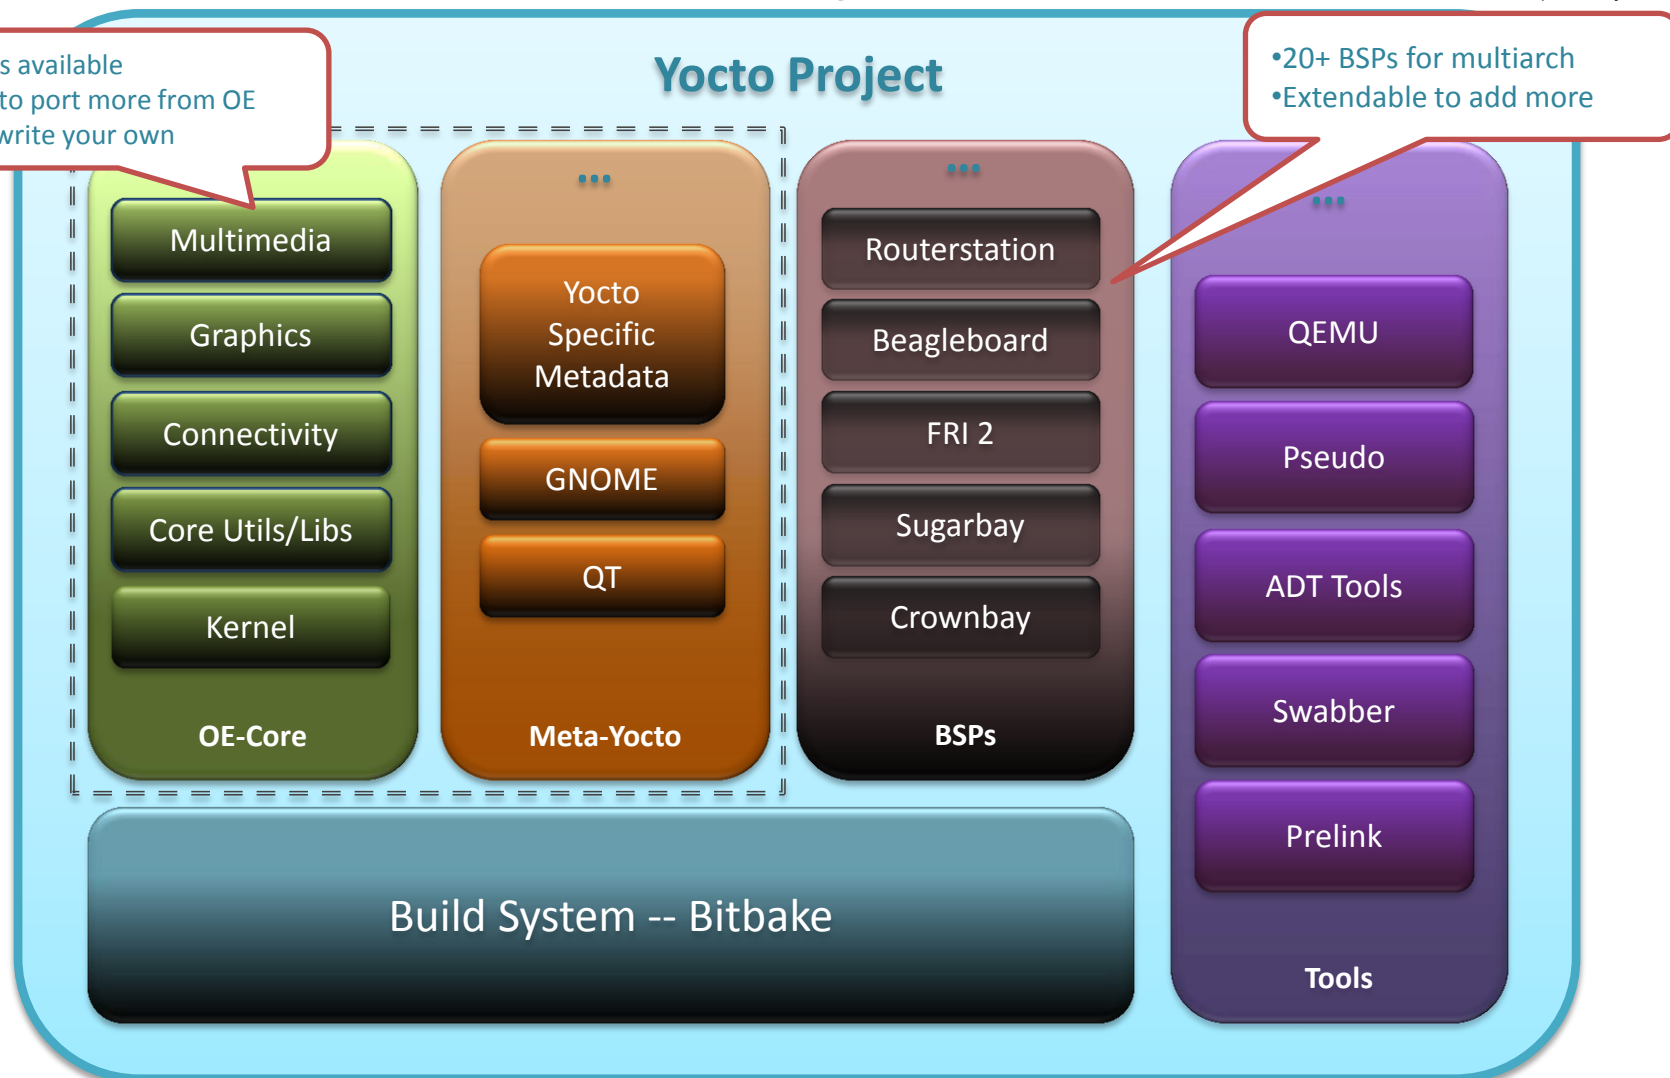 Yocto Project
s available
to port more from OE
write your own
•20+ BSPs for multiarch
•Extendable to add more
Multimedia
Graphics
Connectivity
Core Utils/Libs
Kernel
OE-Core
...
Yocto
Specific
Metadata
GNOME
QT
Meta-Yocto
...
Routerstation
Beagleboard
FRI 2
Sugarbay
Crownbay
BSPs
...
QEMU
Pseudo
ADT Tools
Swabber
Prelink
Tools
Build System -- Bitbake